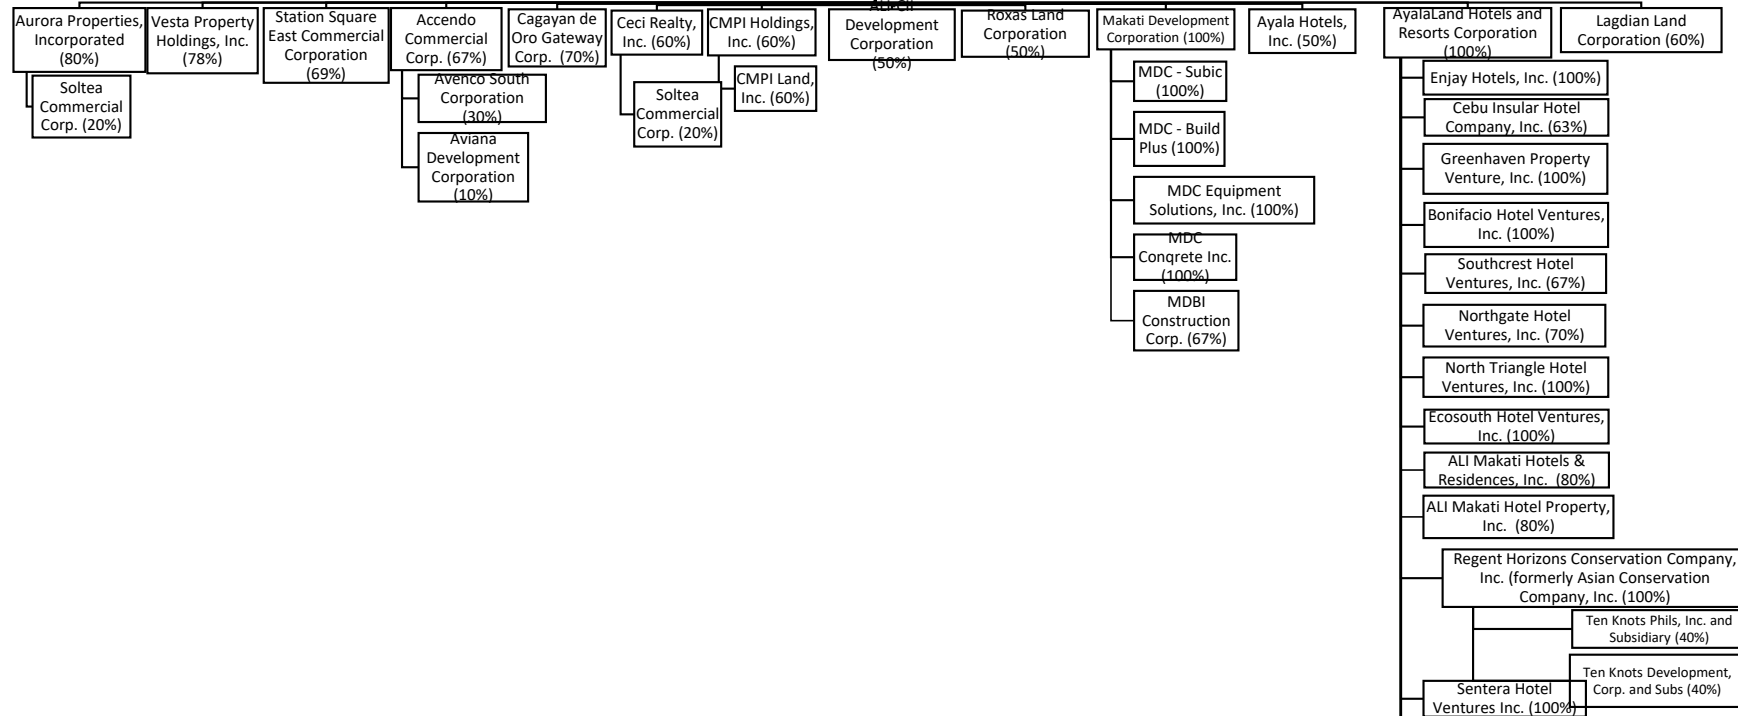 Aurora Properties,
Incorporated
(80%)
Soltea
Commercial
Corp. (20%)
Vesta Property
Holdings, Inc.
(78%)
Station Square
East Commercial
Corporation
(69%)
Accendo
Commercial
Corp. (67%)
Avenco South
Corporation
(30%)
Aviana
Development
Corporation
(10%)
Cagayan de
Oro Gateway
Corp. (70%)
Ceci Realty,
Inc. (60%)
Soltea
Commercial
Corp. (20%)
CMPI Holdings,
Inc. (60%)
CMPI Land,
Inc. (60%)
ALI-CII
Development
Corporation
(50%)
Roxas Land
Corporation
(50%)
Makati Development
Corporation (100%)
MDC - Subic
(100%)
MDC - Build
Plus (100%)
MDC Equipment
Solutions, Inc. (100%)
MDC
Conqrete Inc.
(100%)
MDBI
Construction
Corp. (67%)
Ayala Hotels,
Inc. (50%)
AyalaLand Hotels and
Resorts Corporation
(100%)
Enjay Hotels, Inc. (100%)
Cebu Insular Hotel
Company, Inc. (63%)
Greenhaven Property
Venture, Inc. (100%)
Bonifacio Hotel Ventures,
Inc. (100%)
Southcrest Hotel
Ventures, Inc. (67%)
Northgate Hotel
Ventures, Inc. (70%)
North Triangle Hotel
Ventures, Inc. (100%)
Ecosouth Hotel Ventures,
Inc. (100%)
ALI Makati Hotels &
Residences, Inc. (80%)
ALI Makati Hotel Property,
Inc. (80%)
Regent Horizons Conservation Company,
Inc. (formerly Asian Conservation
Company, Inc. (100%)
Ten Knots Phils, Inc. and
Subsidiary (40%)
Ten Knots Development,
Corp. and Subs (40%)
Sentera Hotel
Ventures Inc. (100%)
Lagdian Land
Corporation (60%)